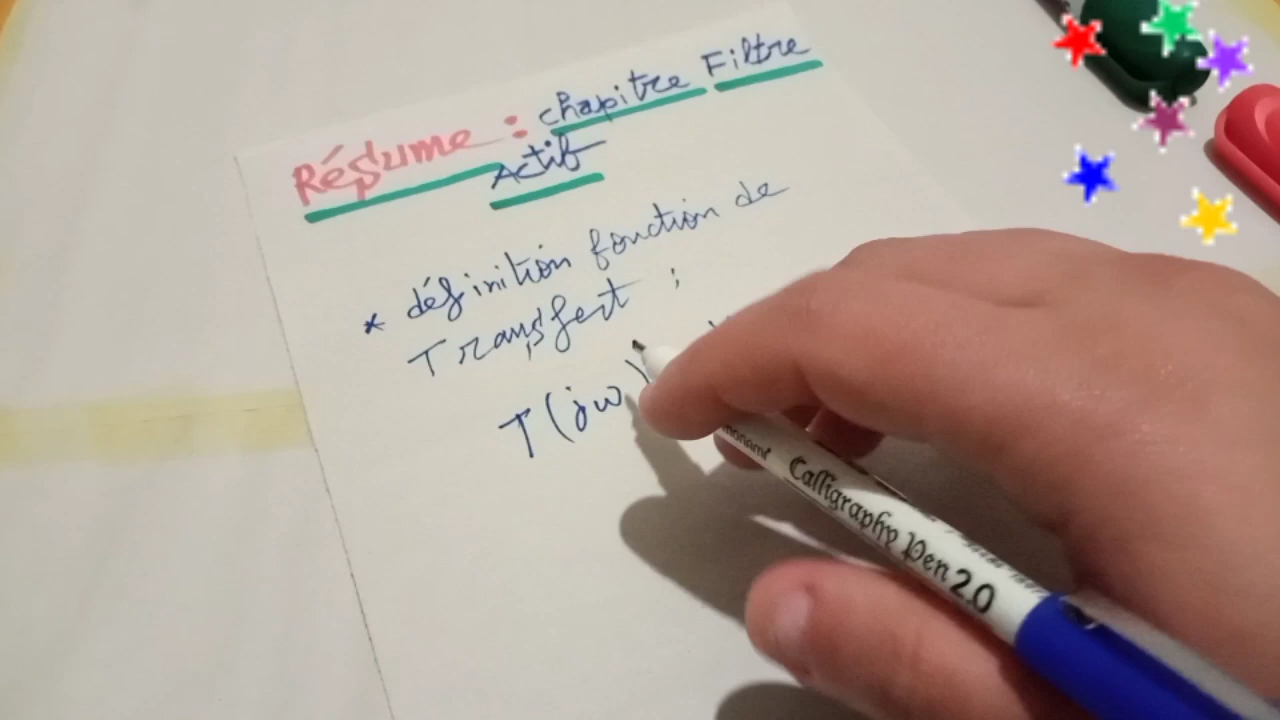 Résume : chapitre Filtre
Actif
* définition fonction de
Transfert :
T(jw)
Calligraphy Pen 2.0